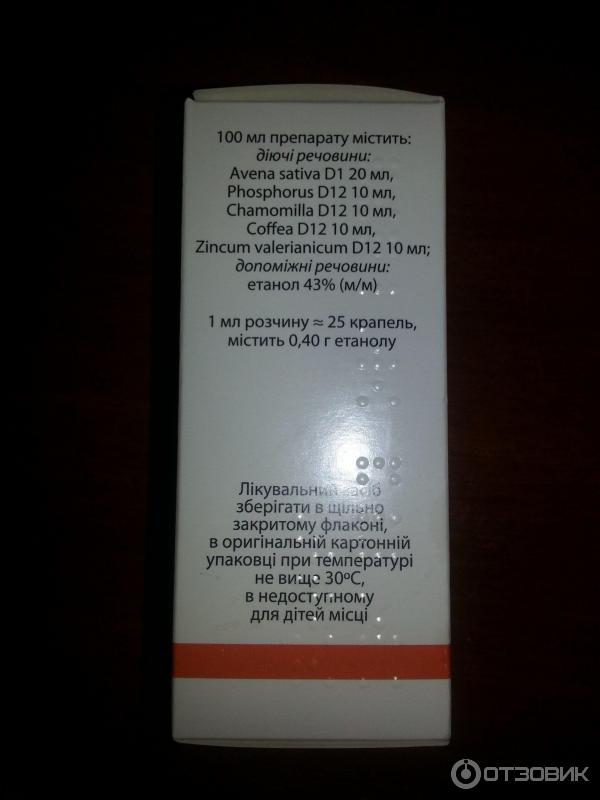 100 мл препарату містить:
діючі речовини:
Avena sativa D1 20 мл,
Phosphorus D12 10 мл,
Chamomilla D12 10 мл,
Coffea D12 10 мл,
Zincum valerianicum D12 10 мл;
допоміжні речовини:
етанол 43% (м/м)
1 мл розчину ≈ 25 крапель,
містить 0,40 г етанолу
Лікувальний засіб
зберігати в щільно
закритому флаконі,
в оригінальній картонній
упаковці при температурі
не вище 30ºС,
в недоступному
для дітей місці
ОТЗОВИК